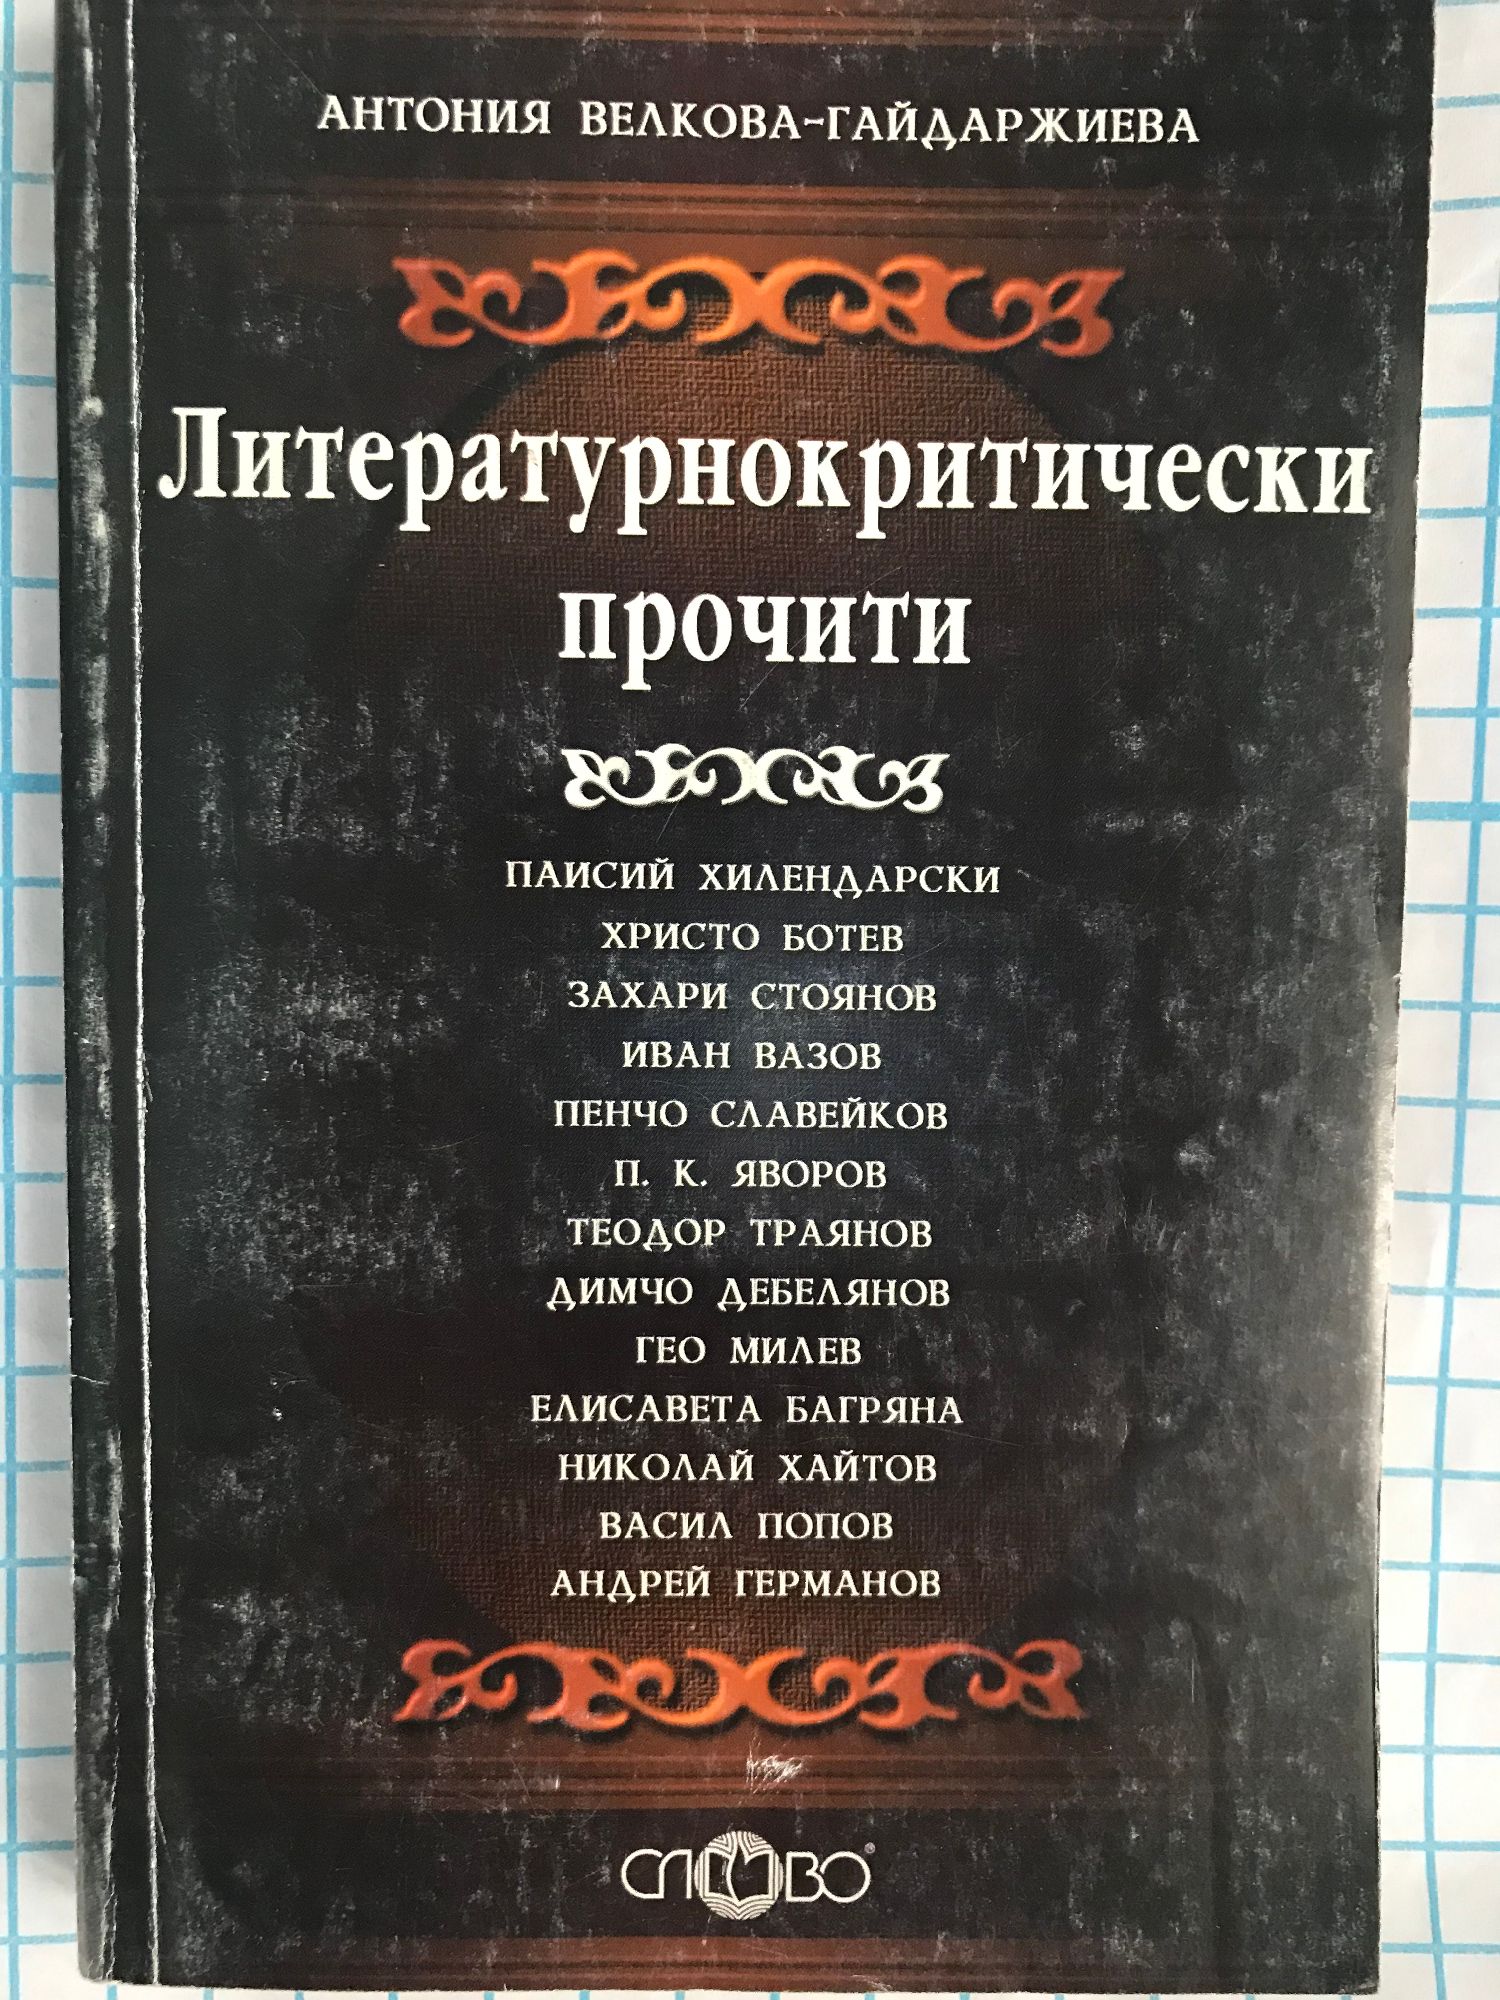 АНТОНИЯ ВЕЛКОВА-ГАЙДАРЖИЕВА
Литературнокритически
прочити
ПАИСИЙ ХИЛЕНДАРСКИ
ХРИСТО БОТЕВ
ЗАХАРИ СТОЯНОВ
ИВАН ВАЗОВ
ПЕНЧО СЛАВЕЙКОВ
П. К. ЯВОРОВ
ТЕОДОР ТРАЯНОВ
ДИМЧО ДЕБЕЛЯНОВ
ГЕО МИЛЕВ
ЕЛИСАВЕТА БАГРЯНА
НИКОЛАЙ ХАЙТОВ
ВАСИЛ ПОПОВ
АНДРЕЙ ГЕРМАНОВ
СЛОВО®